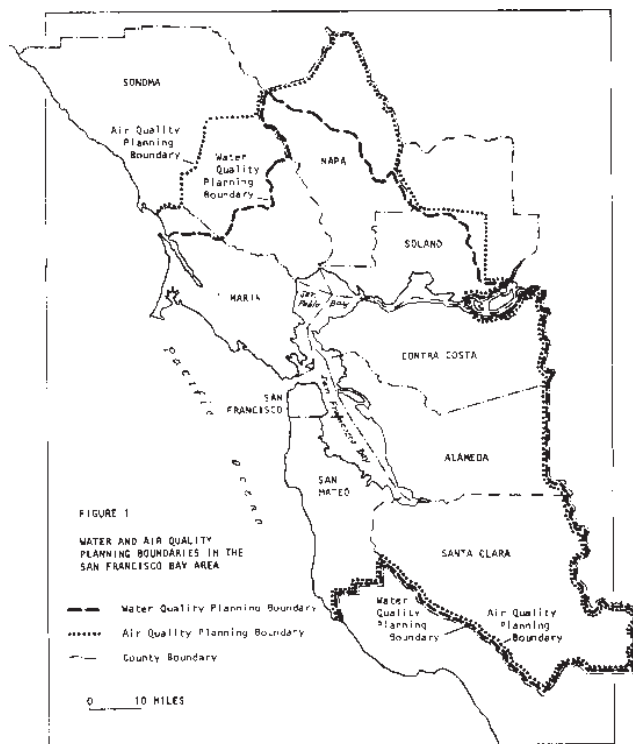 SONOMA
Air Quality
Planning
Boundary
Water
Quality
Planning
Boundary
NAPA
SOLANO
MARIN
San
Pablo
Bay
CONTRA COSTA
SAN
FRANCISCO
San Francisco Bay
Pacific
Ocean
ALAMEDA
SAN
MATEO
SANTA CLARA
Water
Quality
Planning
Boundary
Air Quality
Planning
Boundary
FIGURE 1
WATER AND AIR QUALITY
PLANNING BOUNDARIES IN THE
SAN FRANCISCO BAY AREA
Water Quality Planning Boundary
Air Quality Planning Boundary
County Boundary
0 10 MILES